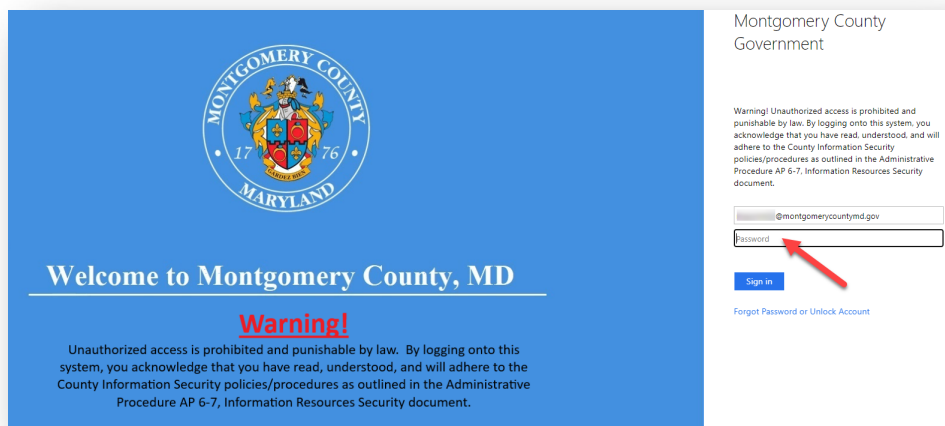 MONTGOMERY COUNTY
17 76
GARDEZ BIEN
MARYLAND
Welcome to Montgomery County, MD
Warning!
Unauthorized access is prohibited and punishable by law. By logging onto this
system, you acknowledge that you have read, understood, and will adhere to the
County Information Security policies/procedures as outlined in the Administrative
Procedure AP 6-7, Information Resources Security document.
Montgomery County
Government
Warning! Unauthorized access is prohibited and
punishable by law. By logging onto this system, you
acknowledge that you have read, understood, and will
adhere to the County Information Security
policies/procedures as outlined in the Administrative
Procedure AP 6-7, Information Resources Security
document.
@montgomerycountymd.gov
Password
Sign in
Forgot Password or Unlock Account